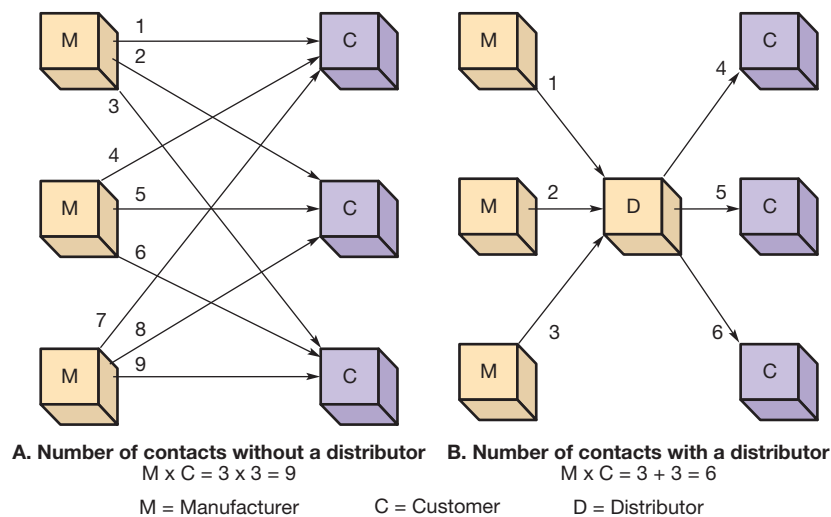 1
M
C
2
3
4
M
C
5
6
7
8
M
C
9
A. Number of contacts without a distributor
M x C = 3 x 3 = 9
M
C
1
4
M
2
D
5
C
3
6
M
C
B. Number of contacts with a distributor
M x C = 3 + 3 = 6
M = Manufacturer C = Customer D = Distributor